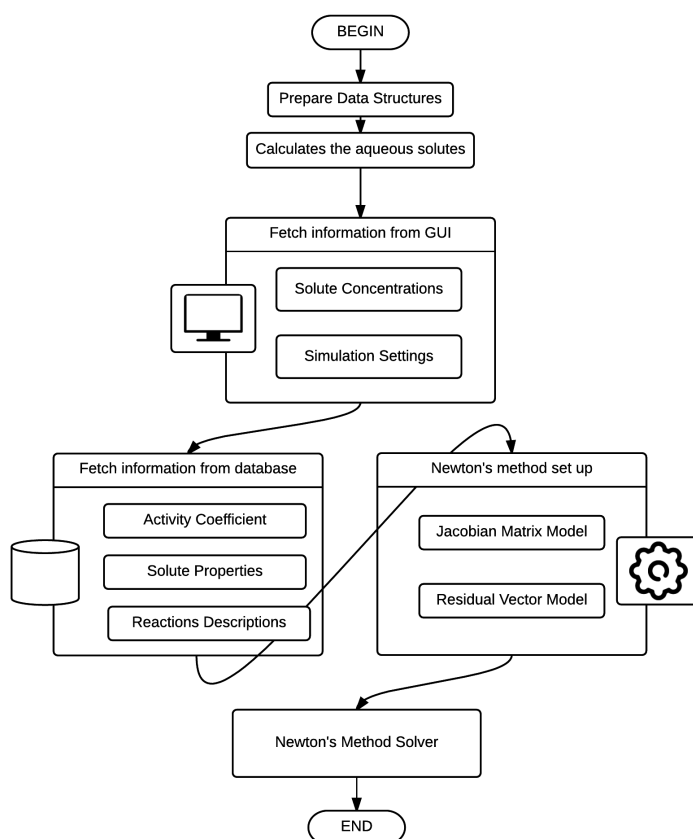 BEGIN
Prepare Data Structures
Calculates the aqueous solutes
Fetch information from GUI
Solute Concentrations
Simulation Settings
Fetch information from database
Activity Coefficient
Solute Properties
Reactions Descriptions
Newton's method set up
Jacobian Matrix Model
Residual Vector Model
Newton's Method Solver
END